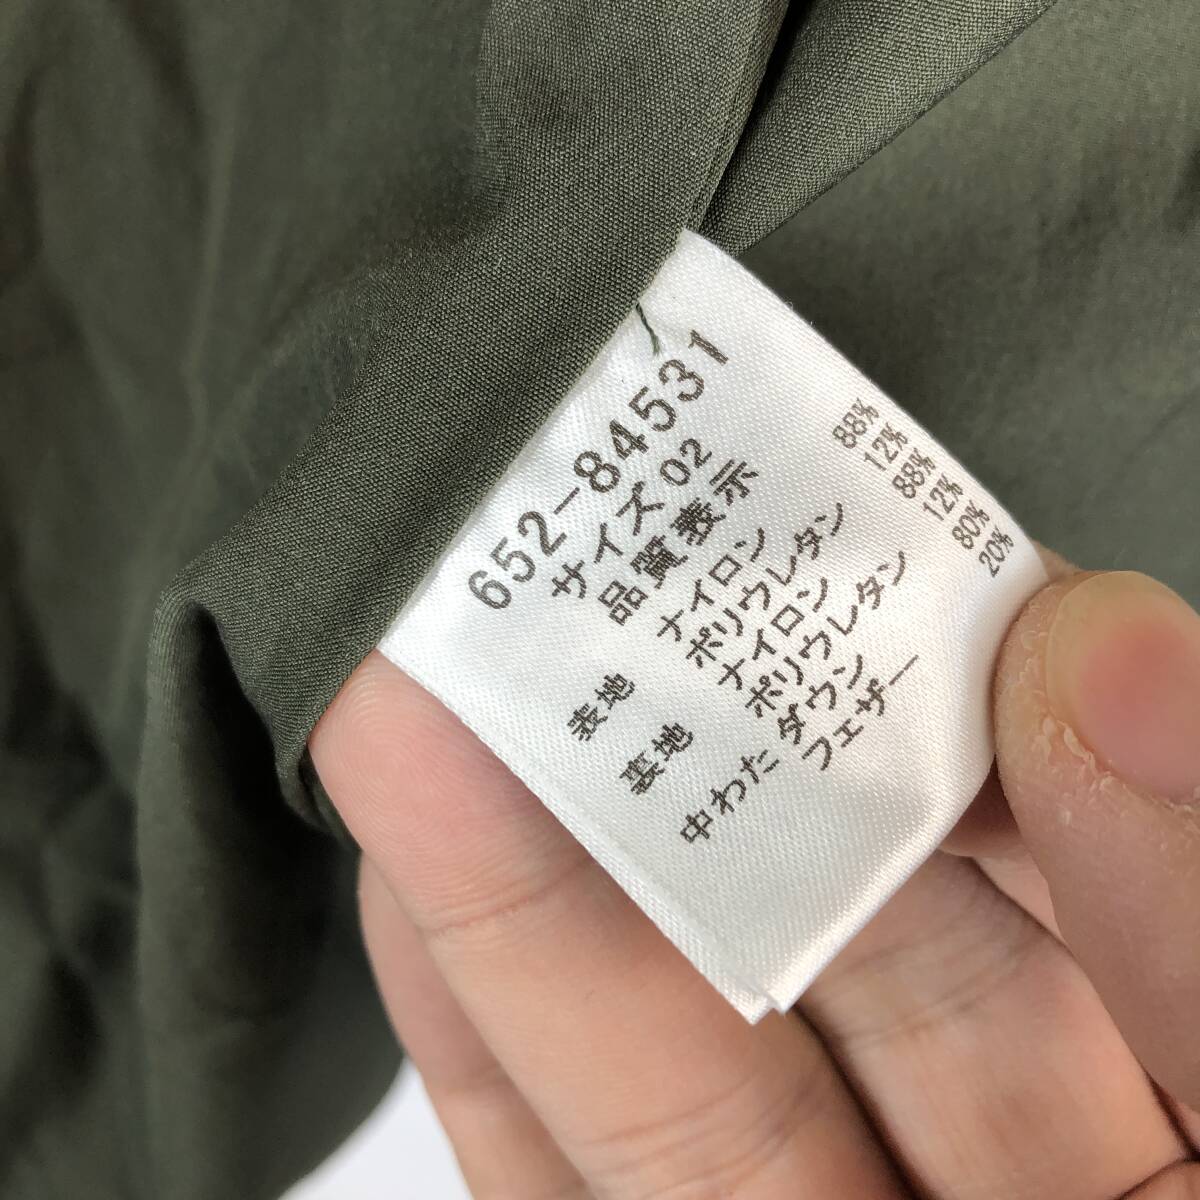 652-84531
サイズ 02
品質表示
表地 ナイロン 88%
ポリウレタン 12%
裏地 ナイロン 88%
ポリウレタン 12%
中わた ダウン 80%
フェザー 20%